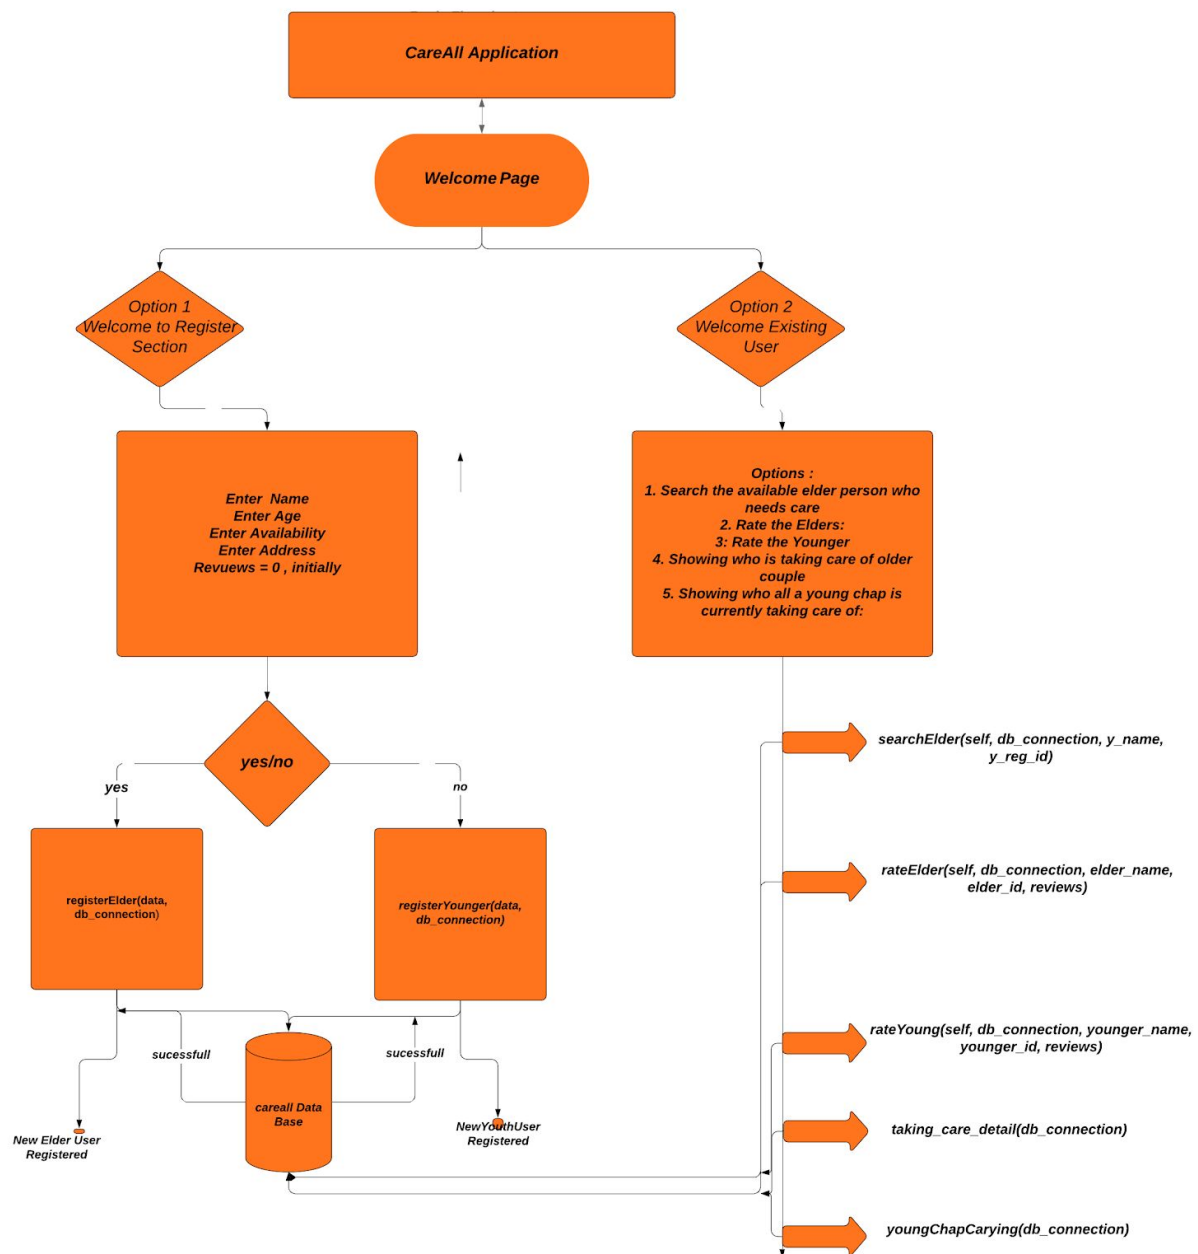 CareAll Application
Welcome Page
Option 1
Welcome to Register
Section
Option 2
Welcome Existing
User
Enter Name
Enter Age
Enter Availability
Enter Address
Revuews = 0 , initially
Options :
1. Search the available elder person who
needs care
2. Rate the Elders:
3: Rate the Younger
4. Showing who is taking care of older
couple
5. Showing who all a young chap is
currently taking care of:
yes/no
yes
no
searchElder(self, db_connection, y_name,
y_reg_id)
registerElder(data,
db_connection)
registerYounger(data,
db_connection)
rateElder(self, db_connection, elder_name,
elder_id, reviews)
rateYoung(self, db_connection, younger_name,
younger_id, reviews)
sucessfull
sucessfull
careall Data
Base
New Elder User
Registered
NewYouthUser
Registered
taking_care_detail(db_connection)
youngChapCarying(db_connection)